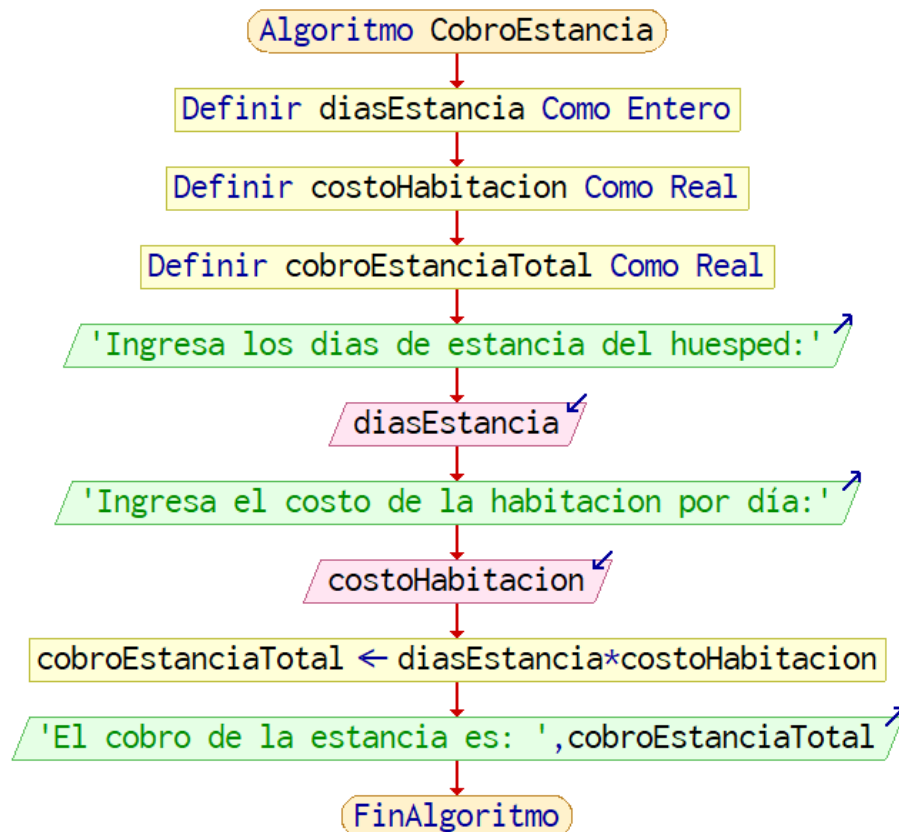 Algoritmo CobroEstancia
Definir diasEstancia Como Entero
Definir costoHabitacion Como Real
Definir cobroEstanciaTotal Como Real
'Ingresa los dias de estancia del huesped:'
diasEstancia
'Ingresa el costo de la habitacion por día:'
costoHabitacion
cobroEstanciaTotal ← diasEstancia*costoHabitacion
'El cobro de la estancia es: ',cobroEstanciaTotal
FinAlgoritmo